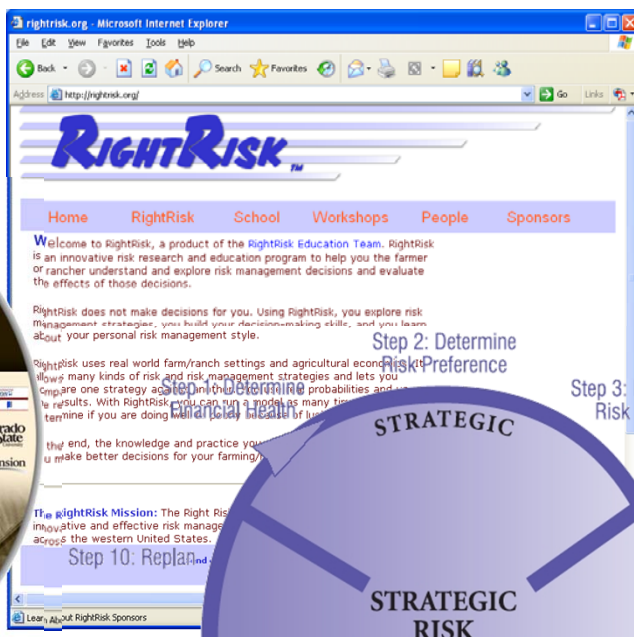 rightrisk.org - Microsoft Internet Explorer
File Edit View Favorites Tools Help
Back Search Favorites
Address http://rightrisk.org/ Go Links
RIGHTRISK TM
Home RightRisk School Workshops People Sponsors
Welcome to RightRisk, a product of the RightRisk Education Team. RightRisk
is an innovative risk research and education program to help you the farmer
or rancher understand and explore risk management decisions and evaluate
the effects of those decisions.
RightRisk does not make decisions for you. Using RightRisk, you explore risk
management strategies, you build your decision-making skills, and you learn
about your personal risk management style.
Step 2: Determine
Risk Preference
RightRisk uses real world farm/ranch settings and agricultural economics. It
many kinds of risk and risk management strategies and lets you
are one strategy probabilities and
Step 1: Determine
Financial Health
Step 3:
Risk
With RightRisk, you can run a model as many
mine if you are doing well of
end, the knowledge and practice
make better decisions for your farming/
STRATEGIC
The RightRisk Mission: The Right Ris
innovative and effective risk manage
across the western United States.
Step 10: Replan
STRATEGIC
RISK
Learn About RightRisk Sponsors
rado
State
University
nsion